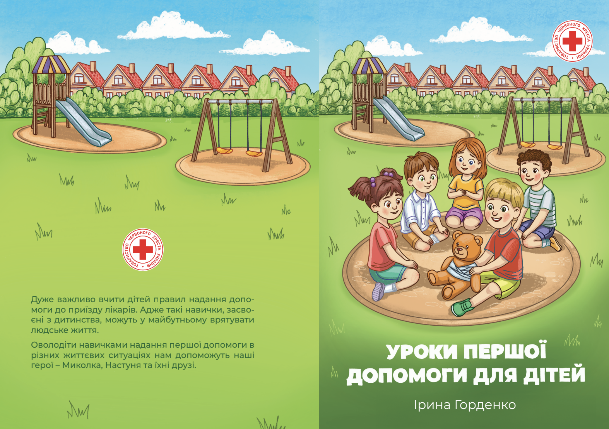 Дуже важливо вчити дітей правил надання допо-
моги до приїзду лікарів. Адже такі навички, засво-
єні з дитинства, можуть у майбутньому врятувати
людське життя.
Оволодіти навичками надання першої допомоги в
різних життєвих ситуаціях нам допоможуть наші
герої – Миколка, Настуня та їхні друзі.
УРОКИ ПЕРШОЇ
ДОПОМОГИ ДЛЯ ДІТЕЙ
Ірина Горденко